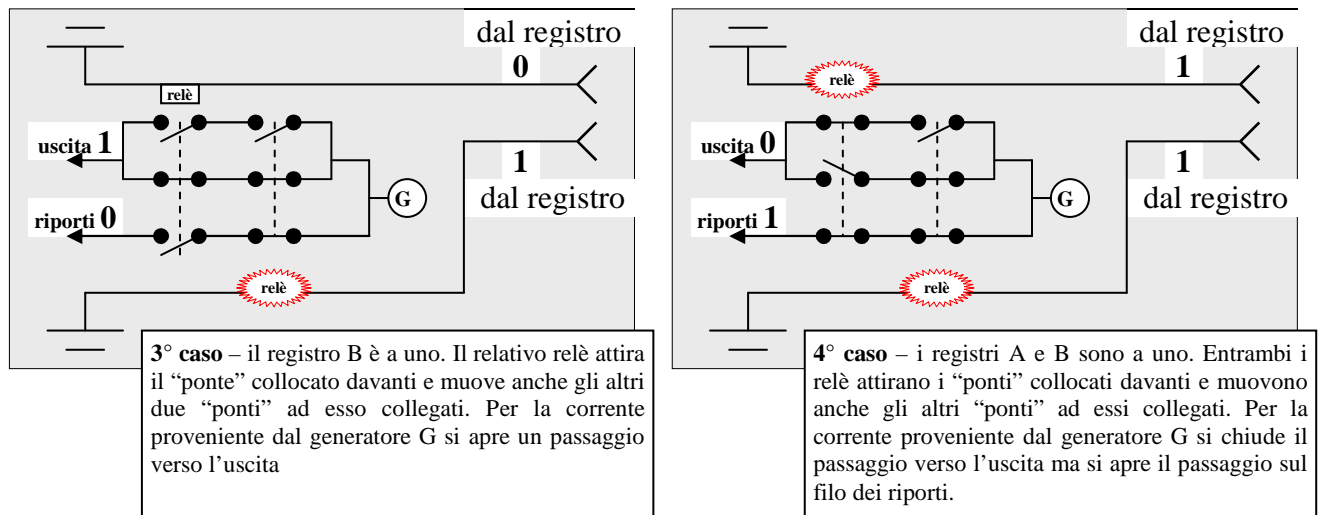 dal registro
0
relè
uscita 1
1
dal registro
G
riporti 0
relè
3° caso – il registro B è a uno. Il relativo relè attira
il “ponte” collocato davanti e muove anche gli altri
due “ponti” ad esso collegati. Per la corrente
proveniente dal generatore G si apre un passaggio
verso l’uscita
dal registro
1
relè
uscita 0
1
dal registro
G
riporti 1
relè
4° caso – i registri A e B sono a uno. Entrambi i
relè attirano i “ponti” collocati davanti e muovono
anche gli altri “ponti” ad essi collegati. Per la
corrente proveniente dal generatore G si chiude il
passaggio verso l’uscita ma si apre il passaggio sul
filo dei riporti.